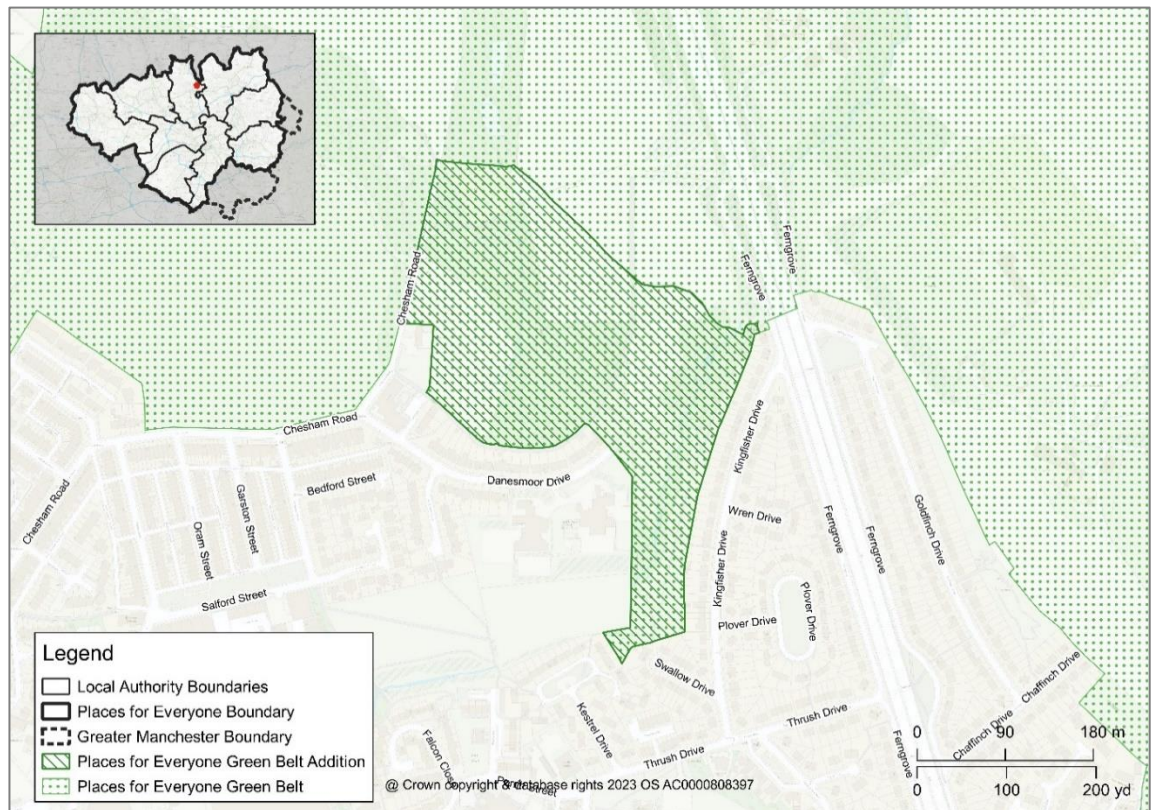 Ferngrove
Ferngrove
Chesham Road
Chesham Road
Chesham Road
Bedford Street
Garston Street
Oram Street
Salford Street
Danesmoor Drive
Kingfisher Drive
Wren Drive
Kingfisher Drive
Plover Drive
Plover Drive
Ferngrove
Ferngrove
Goldfinch Drive
Swallow Drive
Kestrel Drive
Thrush Drive
Thrush Drive
Falcon Close
Chaffinch Drive
Chaffinch Drive
Ferngrove
Legend
Local Authority Boundaries
Places for Everyone Boundary
Greater Manchester Boundary
Places for Everyone Green Belt Addition
Places for Everyone Green Belt
0 90 180 m
0 100 200 yd
@ Crown copyright & database rights 2023 OS AC0000808397